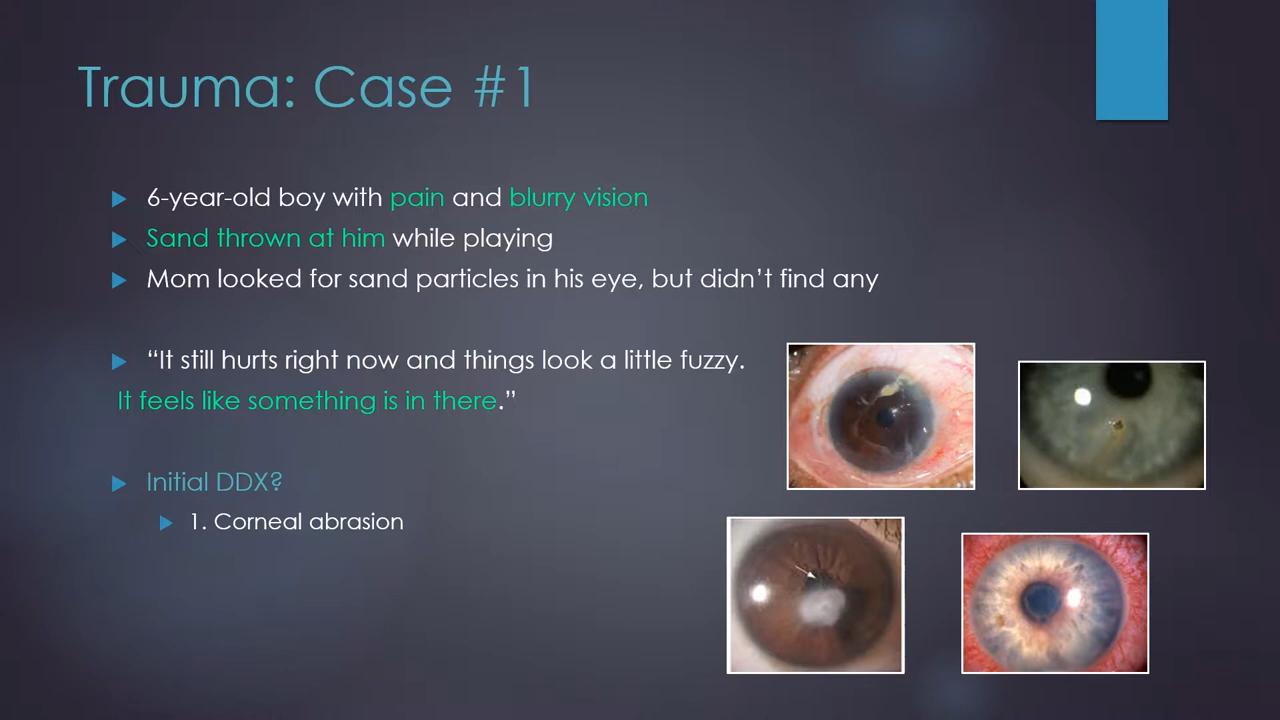 Trauma: Case #1
6-year-old boy with pain and blurry vision
Sand thrown at him while playing
Mom looked for sand particles in his eye, but didn’t find any
“It still hurts right now and things look a little fuzzy.
It feels like something is in there.”
Initial DDX?
1. Corneal abrasion